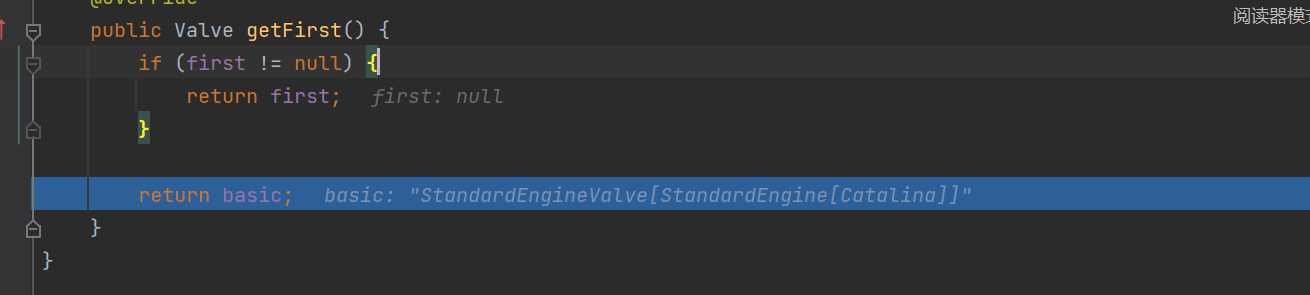 @Override
阅读器模式
public Valve getFirst() {
if (first != null) {
return first; first: null
}
return basic; basic: "StandardEngineValve[StandardEngine[Catalina]]"
}
}